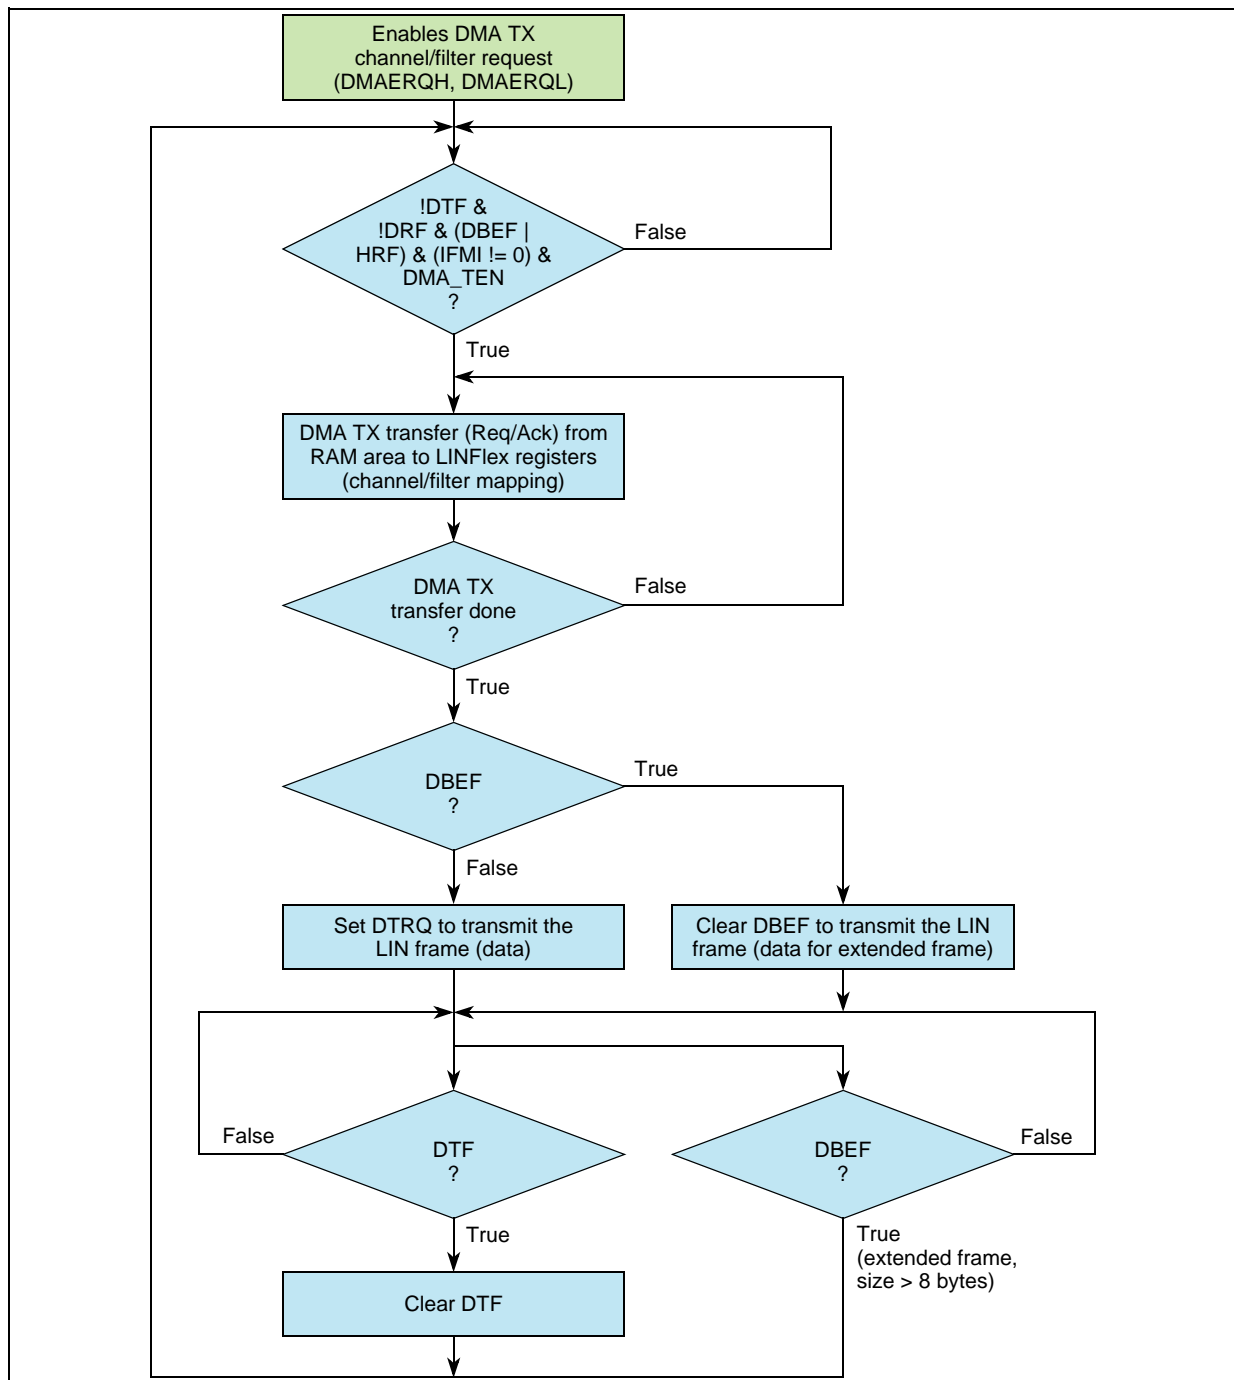 Enables DMA TX
channel/filter request
(DMAERQH, DMAERQL)
!DTF &
!DRF & (DBEF |
HRF) & (IFMI != 0) &
DMA_TEN
?
False
True
DMA TX transfer (Req/Ack) from
RAM area to LINFlex registers
(channel/filter mapping)
DMA TX
transfer done
?
False
True
DBEF
?
True
False
Set DTRQ to transmit the
LIN frame (data)
Clear DBEF to transmit the LIN
frame (data for extended frame)
False
DTF
?
DBEF
?
False
True
True
(extended frame,
size > 8 bytes)
Clear DTF